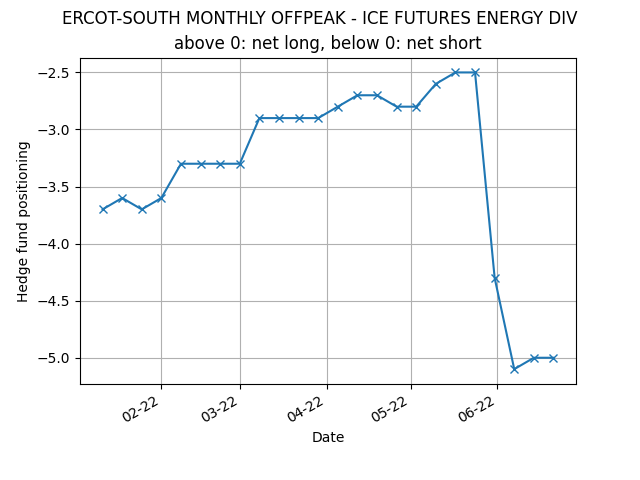 ERCOT-SOUTH MONTHLY OFFPEAK - ICE FUTURES ENERGY DIV
above 0: net long, below 0: net short
Hedge fund positioning
−2.5
−3.0
−3.5
−4.0
−4.5
−5.0
02-22
03-22
04-22
05-22
06-22
Date